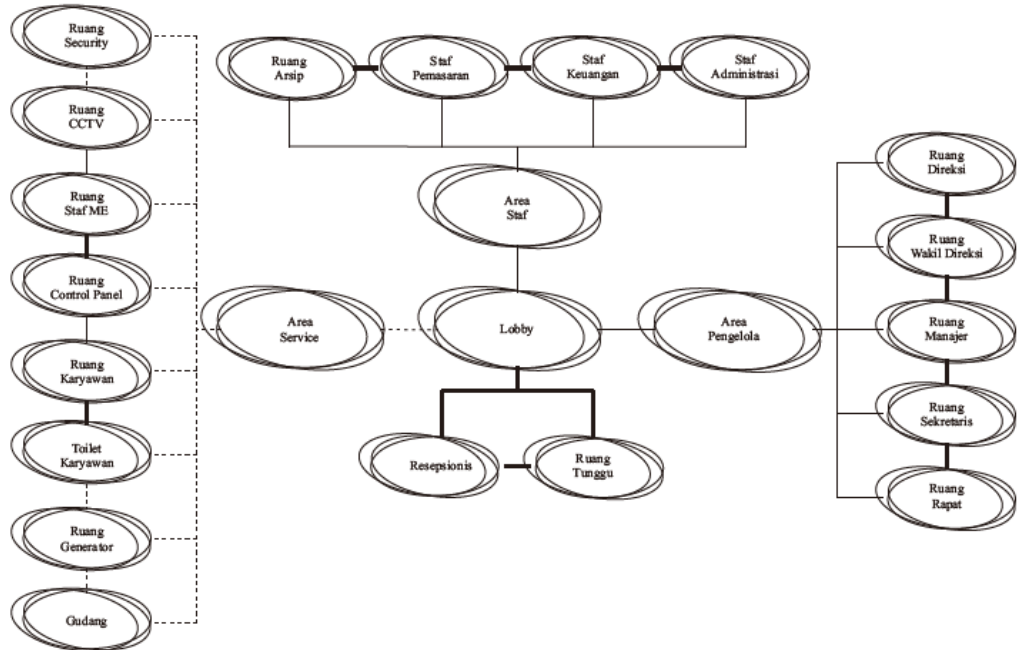 Ruang
Security
Ruang
CCTV
Ruang
Staf ME
Ruang
Control Panel
Ruang
Karyawan
Toilet
Karyawan
Ruang
Generator
Gudang
Ruang
Arsip
Staf
Pemasaran
Staf
Keuangan
Staf
Administrasi
Area
Staf
Area
Service
Lobby
Area
Pengelola
Resepsionis
Ruang
Tunggu
Ruang
Direksi
Ruang
Wakil Direksi
Ruang
Manajer
Ruang
Sekretaris
Ruang
Rapat